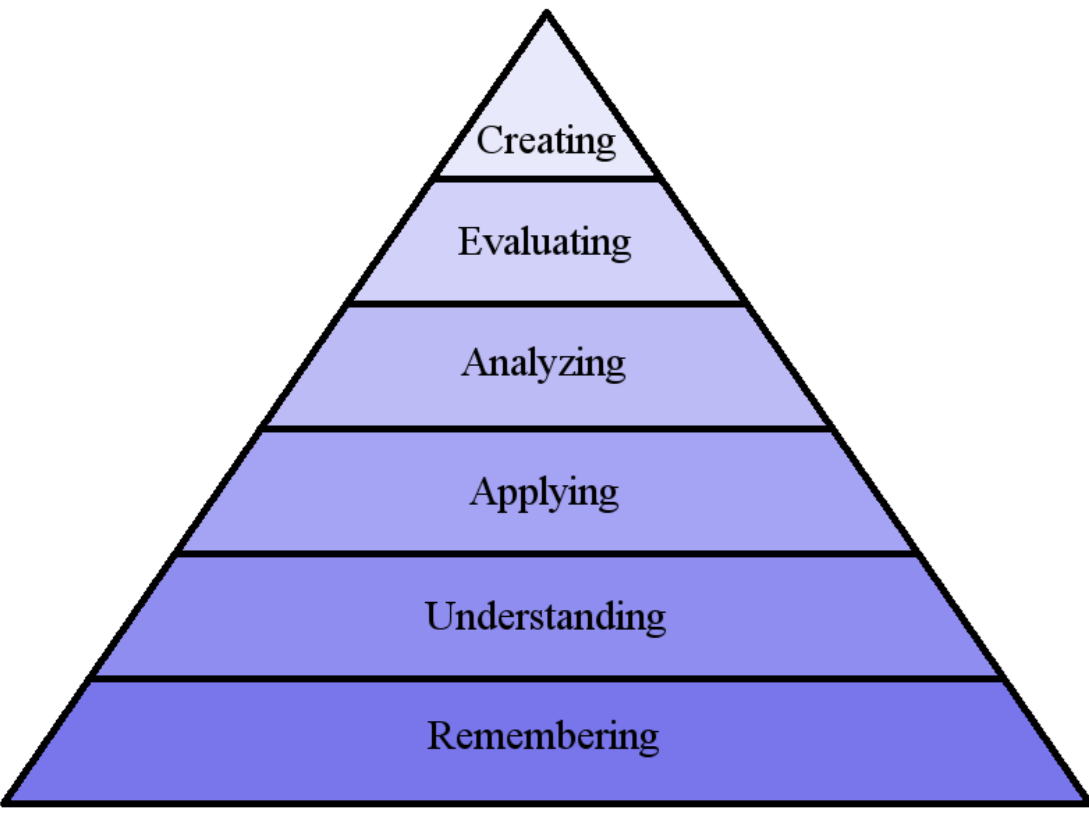 Creating
Evaluating
Analyzing
Applying
Understanding
Remembering